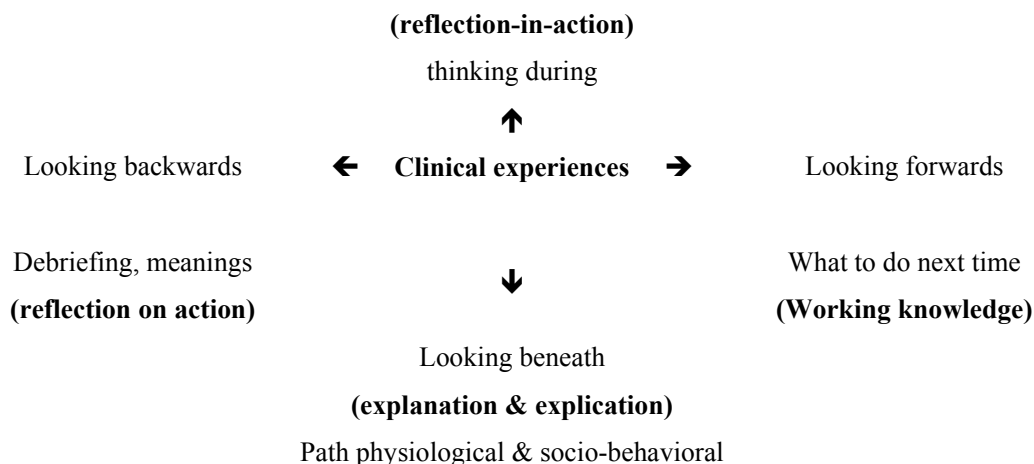 (reflection-in-action)
thinking during
↑
Looking backwards ← Clinical experiences → Looking forwards
Debriefing, meanings ↓ What to do next time
(reflection on action) (Working knowledge)
Looking beneath
(explanation & explication)
Path physiological & socio-behavioral